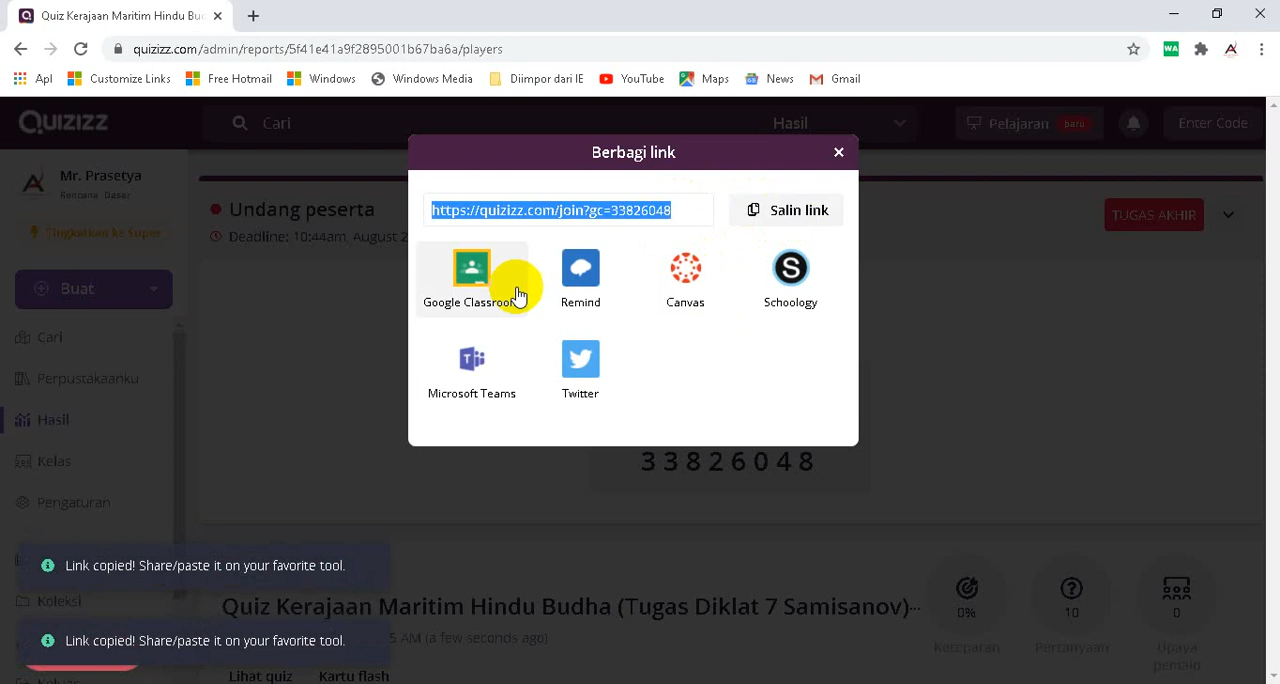 Quiz Kerajaan Maritim Hindu Bu
quizizz.com/admin/reports/5f41e41a9f2895001b67ba6a/players
Apl Customize Links Free Hotmail Windows Windows Media Diimpor dari IE YouTube Maps News Gmail
Quizizz Cari Hasil Pelajaran baru Enter Code
Berbagi link
Mr. Prasetya
Rencana Dasar
Undang peserta
https://quizizz.com/join?gc=33826048
Salin link
TUGAS AKHIR
Tingkatkan ke Super
Deadline: 10:44am, August 2
Buat
Google Classroom Remind Canvas Schoology
Cari
Perpustakaanku
Microsoft Teams Twitter
Hasil
Kelas
33826048
Pengaturan
Link copied! Share/paste it on your favorite tool.
Koleksi
Quiz Kerajaan Maritim Hindu Budha (Tugas Diklat 7 Samisanov)...
0% 10 0
Link copied! Share/paste it on your favorite tool.
5 AM (a few seconds ago)
Ketepatan Pertanyaan Upaya pemain
Lihat quiz Kartu flash